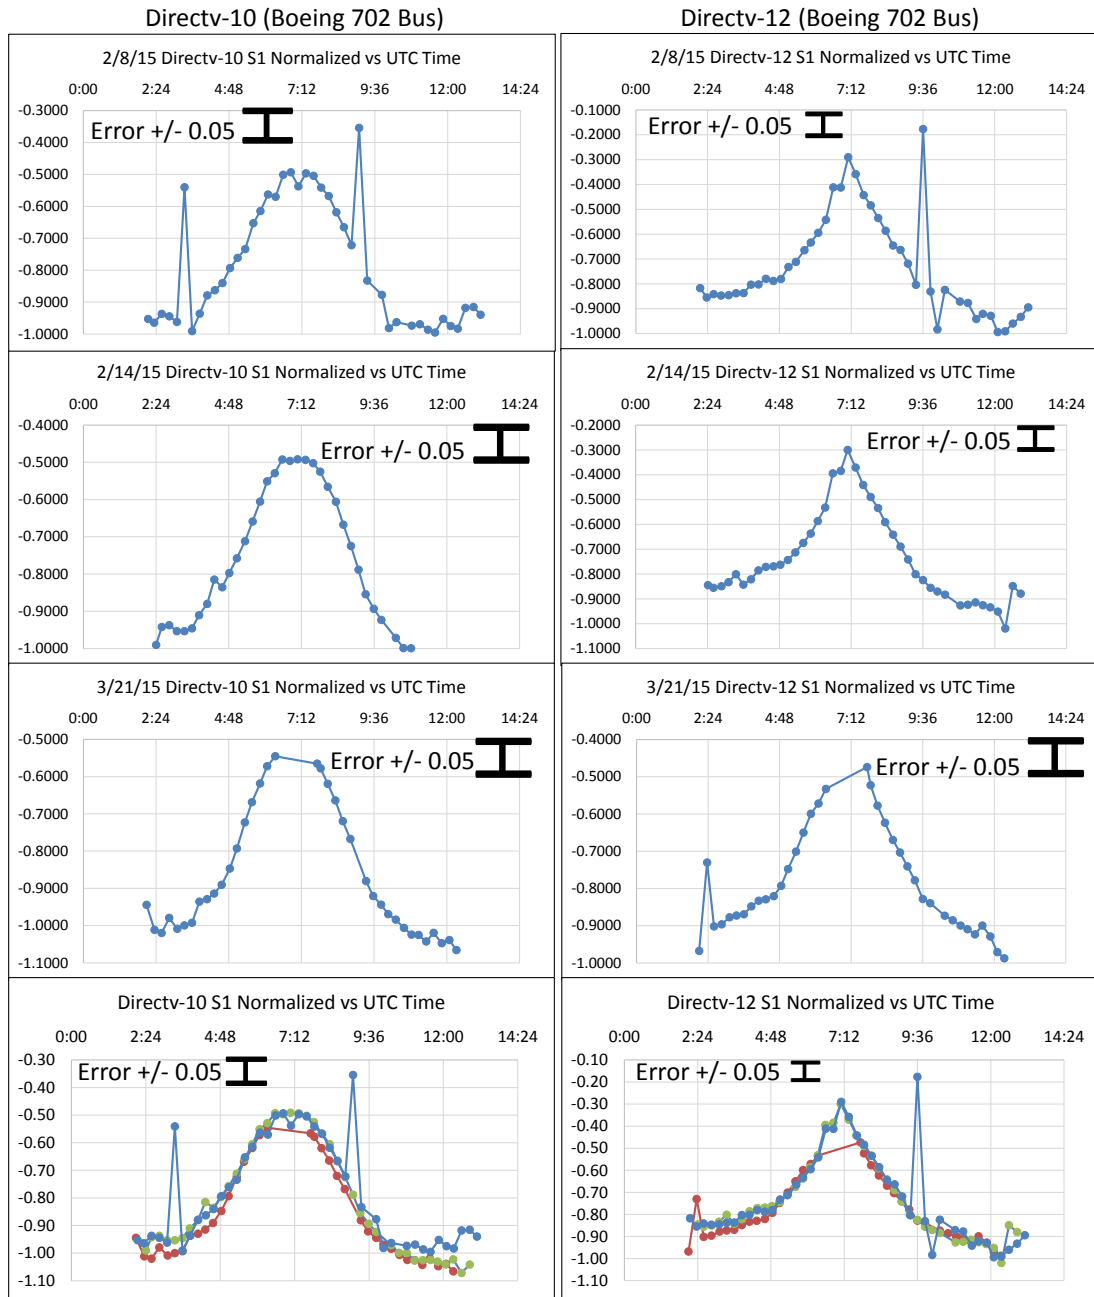 Directv-10 (Boeing 702 Bus)
Directv-12 (Boeing 702 Bus)
2/8/15 Directv-10 S1 Normalized vs UTC Time
0:00 2:24 4:48 7:12 9:36 12:00 14:24
-0.3000
Error +/- 0.05
-0.4000
-0.5000
-0.6000
-0.7000
-0.8000
-0.9000
-1.0000
2/8/15 Directv-12 S1 Normalized vs UTC Time
0:00 2:24 4:48 7:12 9:36 12:00 14:24
-0.1000
Error +/- 0.05
-0.2000
-0.3000
-0.4000
-0.5000
-0.6000
-0.7000
-0.8000
-0.9000
-1.0000
2/14/15 Directv-10 S1 Normalized vs UTC Time
0:00 2:24 4:48 7:12 9:36 12:00 14:24
-0.4000
Error +/- 0.05
-0.5000
-0.6000
-0.7000
-0.8000
-0.9000
-1.0000
2/14/15 Directv-12 S1 Normalized vs UTC Time
0:00 2:24 4:48 7:12 9:36 12:00 14:24
-0.2000
Error +/- 0.05
-0.3000
-0.4000
-0.5000
-0.6000
-0.7000
-0.8000
-0.9000
-1.0000
-1.1000
3/21/15 Directv-10 S1 Normalized vs UTC Time
0:00 2:24 4:48 7:12 9:36 12:00 14:24
-0.5000
Error +/- 0.05
-0.6000
-0.7000
-0.8000
-0.9000
-1.0000
-1.1000
3/21/15 Directv-12 S1 Normalized vs UTC Time
0:00 2:24 4:48 7:12 9:36 12:00 14:24
-0.4000
Error +/- 0.05
-0.5000
-0.6000
-0.7000
-0.8000
-0.9000
-1.0000
Directv-10 S1 Normalized vs UTC Time
0:00 2:24 4:48 7:12 9:36 12:00 14:24
-0.30
Error +/- 0.05
-0.40
-0.50
-0.60
-0.70
-0.80
-0.90
-1.00
-1.10
Directv-12 S1 Normalized vs UTC Time
0:00 2:24 4:48 7:12 9:36 12:00 14:24
-0.10
Error +/- 0.05
-0.20
-0.30
-0.40
-0.50
-0.60
-0.70
-0.80
-0.90
-1.00
-1.10